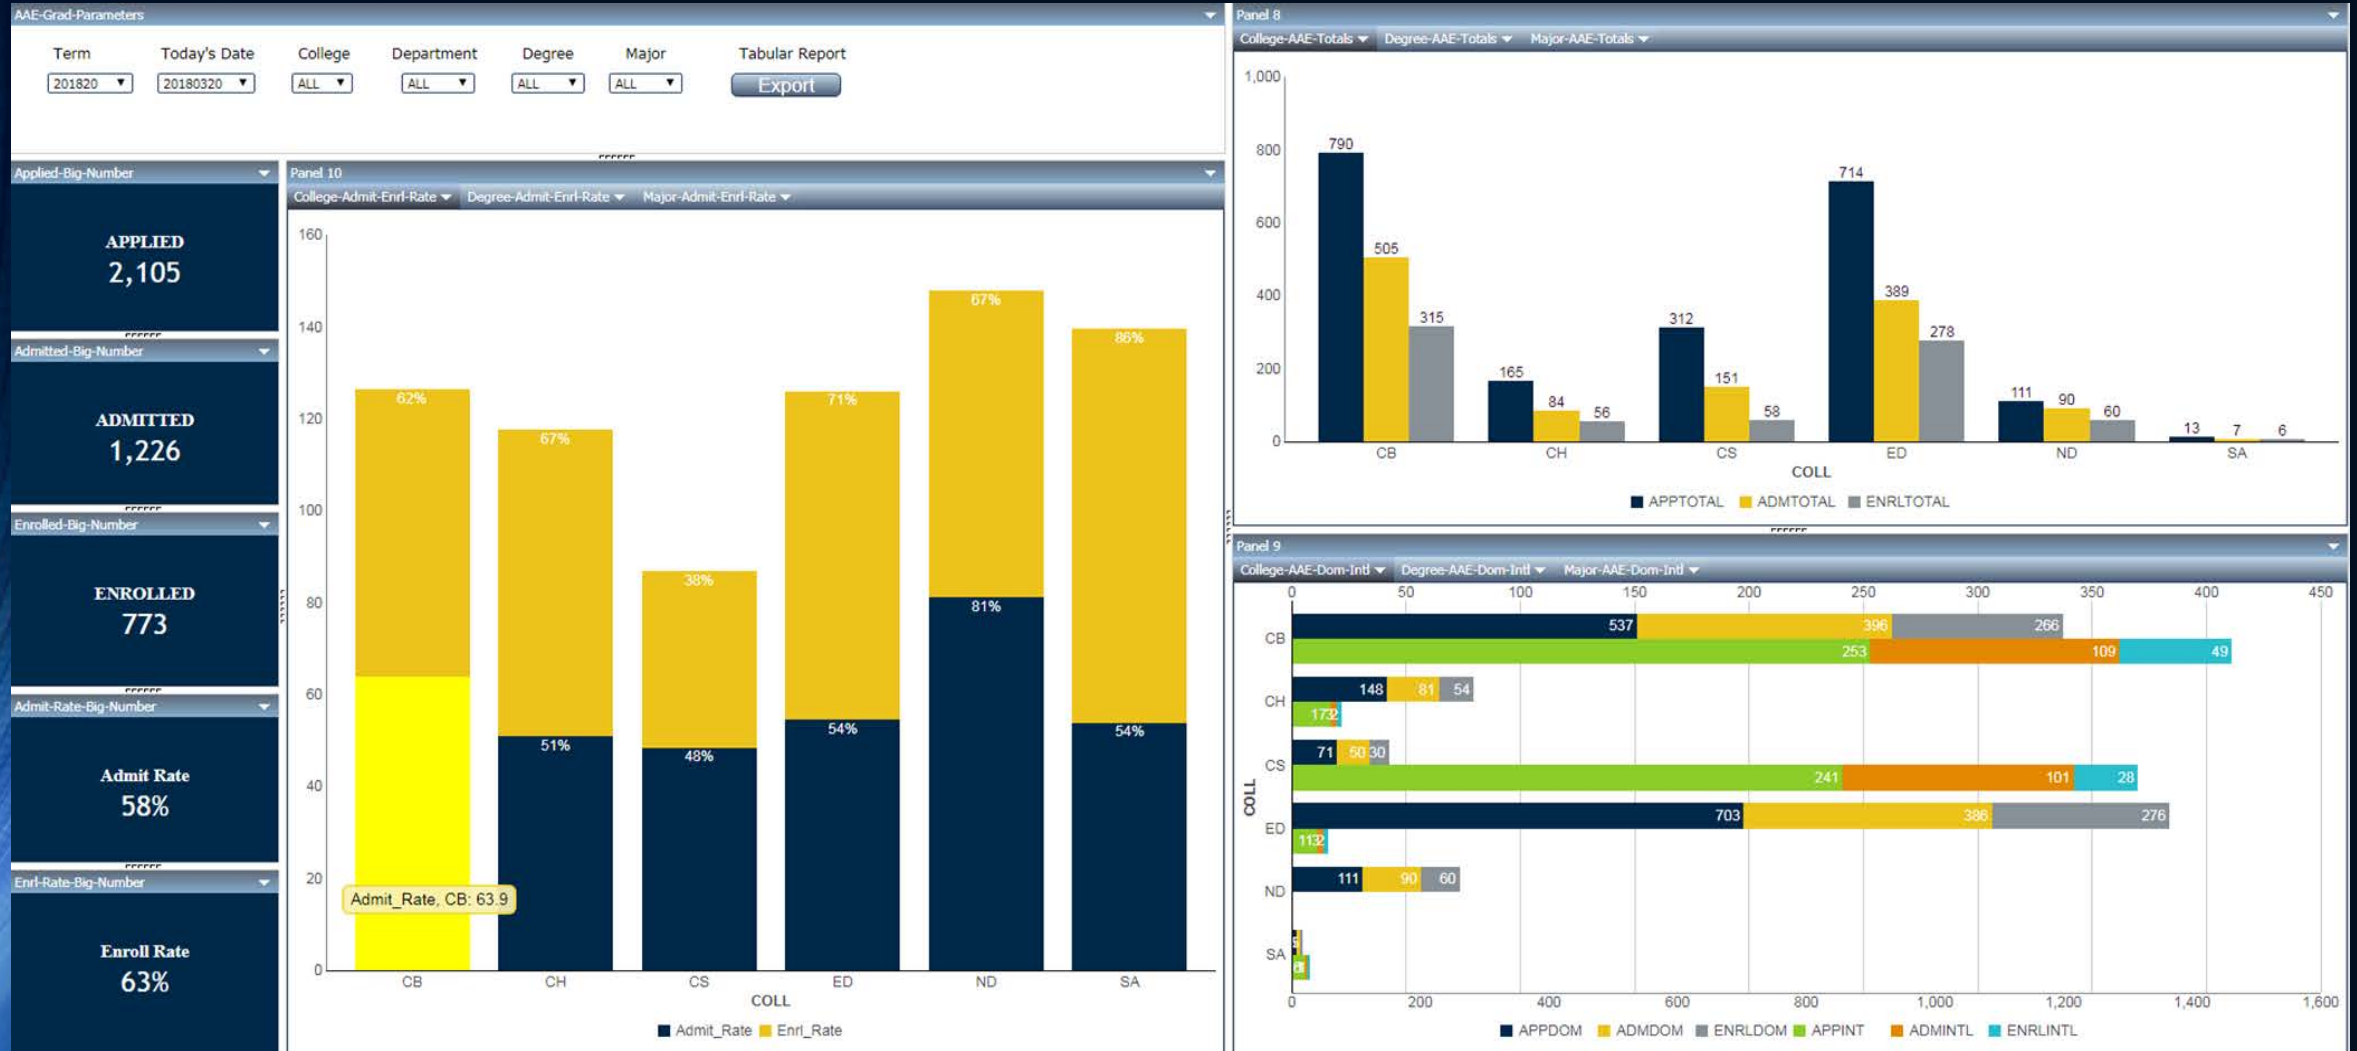 AAE-Grad-Parameters
Term Today's Date College Department Degree Major Tabular Report
201820 20180320 ALL ALL ALL ALL Export
Applied-Big-Number
APPLIED
2,105
Admitted-Big-Number
ADMITTED
1,226
Enrolled-Big-Number
ENROLLED
773
Admit-Rate-Big-Number
Admit Rate
58%
Enrl-Rate-Big-Number
Enroll Rate
63%
Panel 10
College-Admit-Enrl-Rate Degree-Admit-Enrl-Rate Major-Admit-Enrl-Rate
160
140
120
100
80
60
40
20
0
62%
67%
51%
38%
48%
71%
54%
67%
81%
86%
54%
Admit_Rate, CB: 63.9
CB CH CS ED ND SA
COLL
Admit_Rate Enrl_Rate
Panel 8
College-AAE-Totals Degree-AAE-Totals Major-AAE-Totals
1,000
800
600
400
200
0
790 505 315
165 84 56
312 151 58
714 389 278
111 90 60
13 7 6
CB CH CS ED ND SA
COLL
APPTOTAL ADMTOTAL ENRLTOTAL
Panel 9
College-AAE-Dom-Intl Degree-AAE-Dom-Intl Major-AAE-Dom-Intl
0 50 100 150 200 250 300 350 400 450
CB
537 396 266
253 109 49
CH
148 81 54
17 3 2
CS
71 50 30
241 101 28
ED
703 386 276
11 3 2
ND
111 90 60
SA
COLL
0 200 400 600 800 1,000 1,200 1,400 1,600
APPDOM ADMDOM ENRLDOM APPINT ADMINTL ENRLINTL